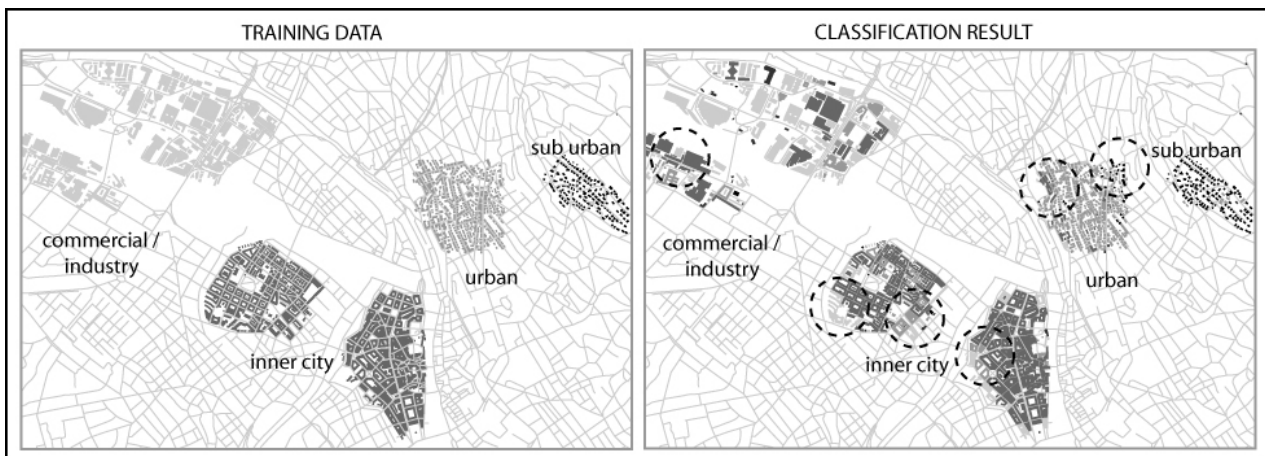 TRAINING DATA
sub urban
commercial /
industry
urban
inner city
CLASSIFICATION RESULT
sub urban
commercial /
industry
urban
inner city